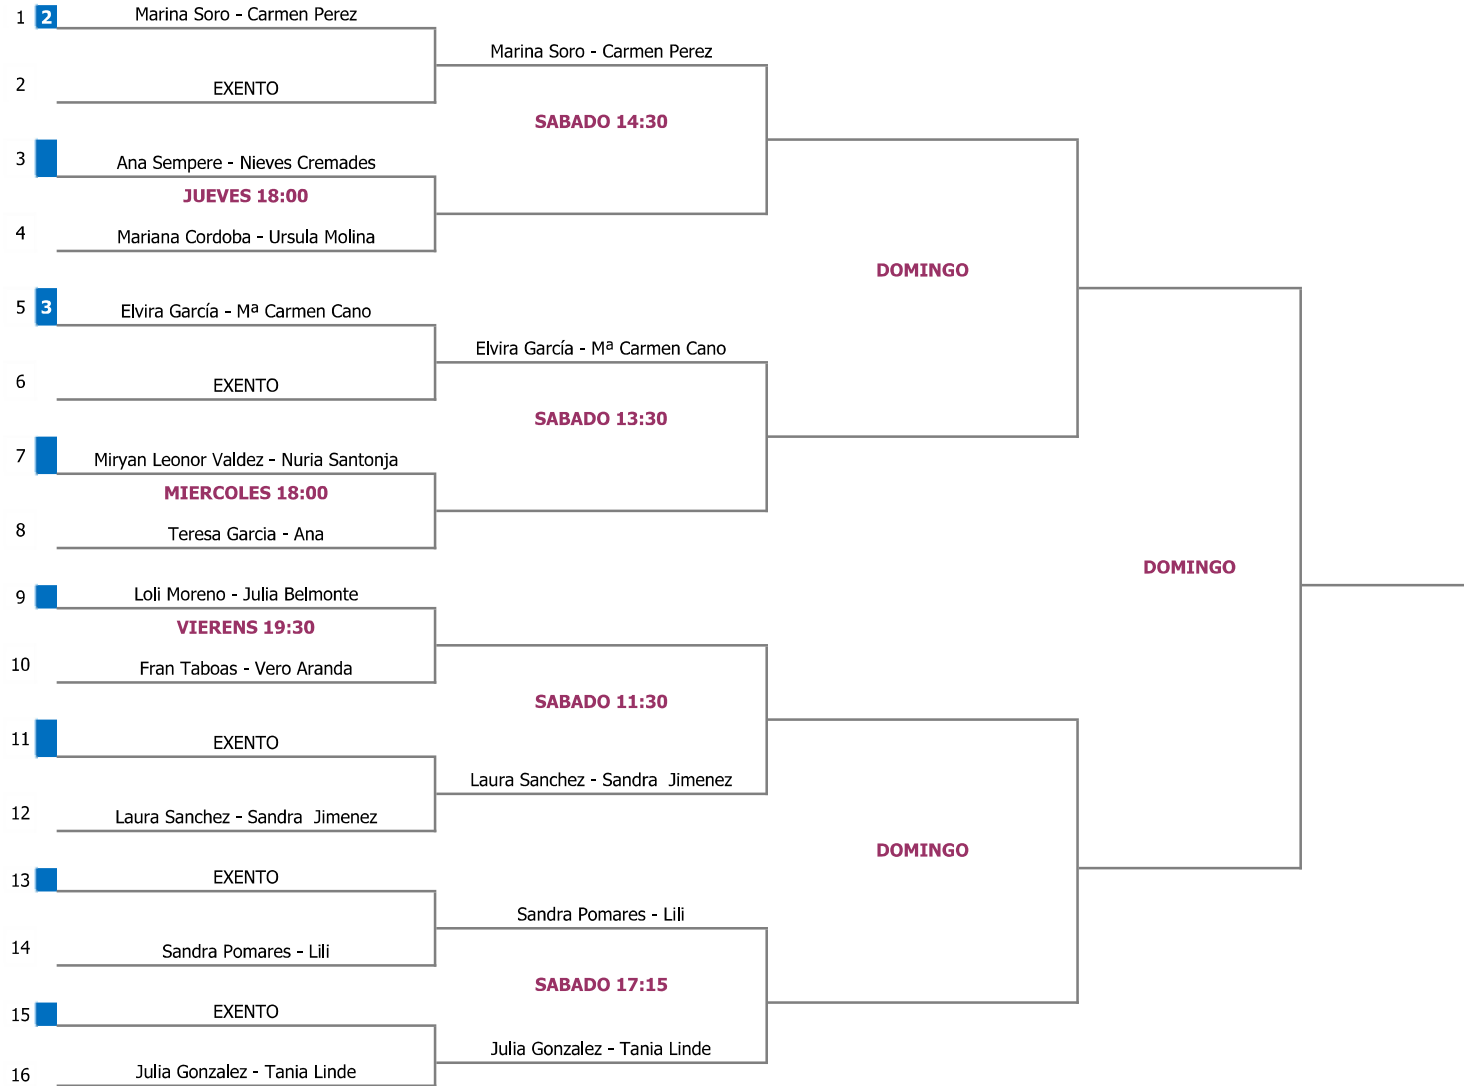 1 2 Marina Soro - Carmen Perez
Marina Soro - Carmen Perez
2 EXENTO
SABADO 14:30
3 Ana Sempere - Nieves Cremades
JUEVES 18:00
4 Mariana Cordoba - Ursula Molina
DOMINGO
5 3 Elvira García - Mª Carmen Cano
Elvira García - Mª Carmen Cano
6 EXENTO
SABADO 13:30
7 Miryan Leonor Valdez - Nuria Santonja
MIERCOLES 18:00
8 Teresa Garcia - Ana
DOMINGO
9 Loli Moreno - Julia Belmonte
VIERENS 19:30
10 Fran Taboas - Vero Aranda
SABADO 11:30
11 EXENTO
Laura Sanchez - Sandra  Jimenez
12 Laura Sanchez - Sandra  Jimenez
DOMINGO
13 EXENTO
Sandra Pomares - Lili
14 Sandra Pomares - Lili
SABADO 17:15
15 EXENTO
Julia Gonzalez - Tania Linde
16 Julia Gonzalez - Tania Linde